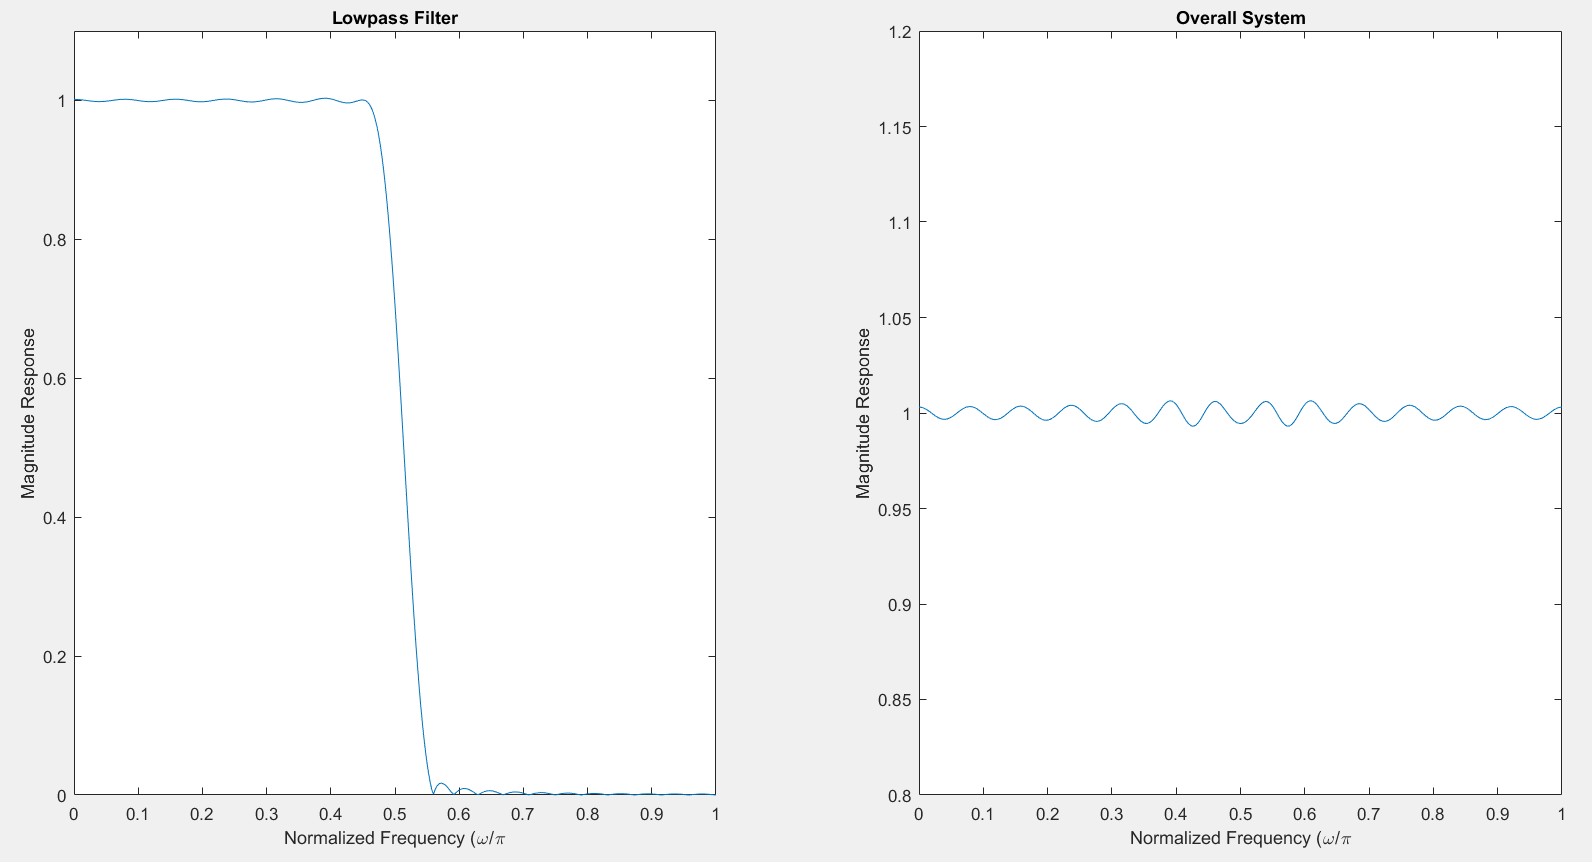 Lowpass Filter
Magnitude Response
1
0.8
0.6
0.4
0.2
0
0 0.1 0.2 0.3 0.4 0.5 0.6 0.7 0.8 0.9 1
Normalized Frequency (ω/π
Overall System
Magnitude Response
1.2
1.15
1.1
1.05
1
0.95
0.9
0.85
0.8
0 0.1 0.2 0.3 0.4 0.5 0.6 0.7 0.8 0.9 1
Normalized Frequency (ω/π